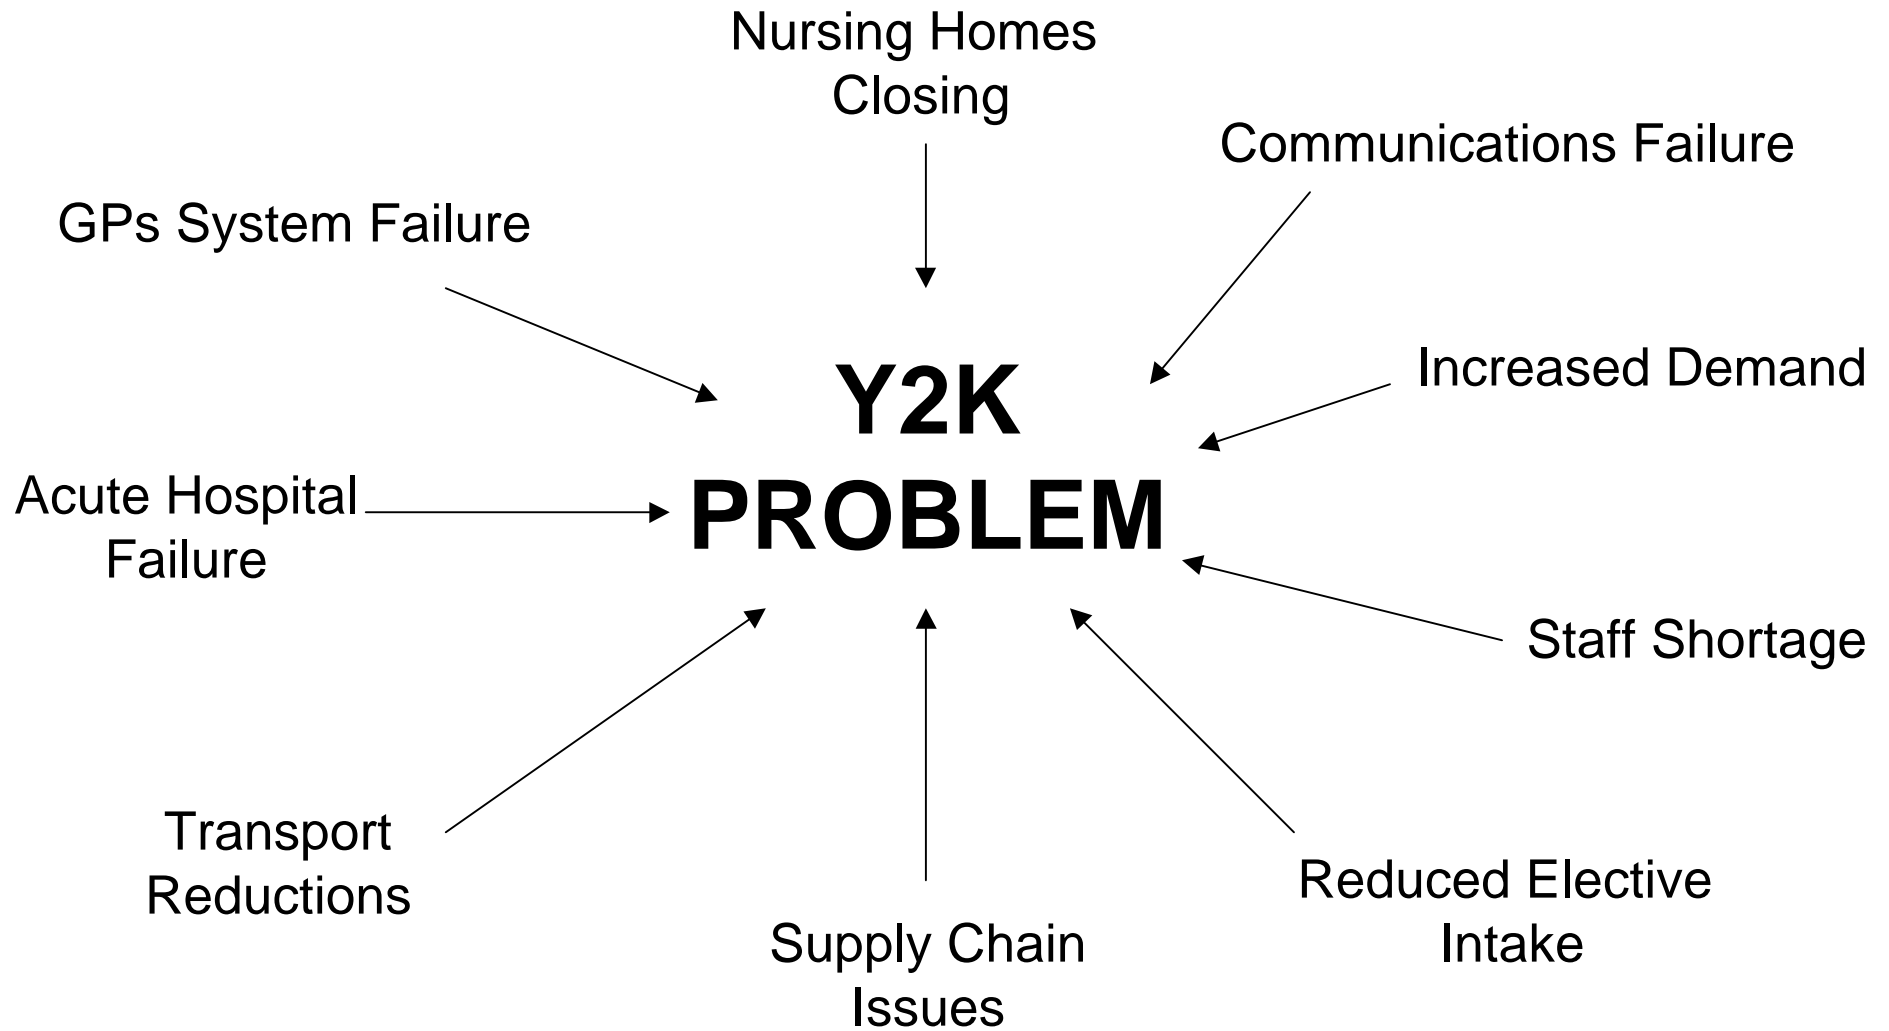 Nursing Homes
Closing
Communications Failure
GPs System Failure
Increased Demand
Y2K
PROBLEM
Acute Hospital
Failure
Staff Shortage
Transport
Reductions
Reduced Elective
Intake
Supply Chain
Issues